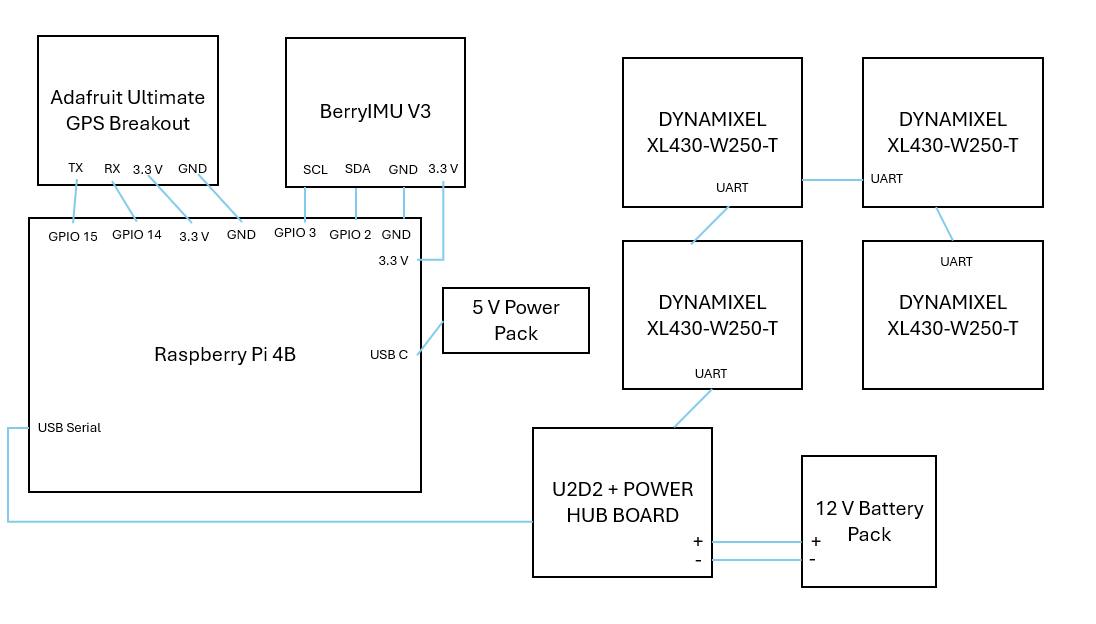 Adafruit Ultimate
GPS Breakout
TX RX 3.3 V GND
BerryIMU V3
SCL SDA GND 3.3 V
GPIO 15 GPIO 14 3.3 V GND GPIO 3 GPIO 2 GND
3.3 V
Raspberry Pi 4B
USB C
USB Serial
5 V Power
Pack
DYNAMIXEL
XL430-W250-T
UART
DYNAMIXEL
XL430-W250-T
UART
DYNAMIXEL
XL430-W250-T
UART
UART
DYNAMIXEL
XL430-W250-T
U2D2 + POWER
HUB BOARD
+
-
12 V Battery
Pack
+
-